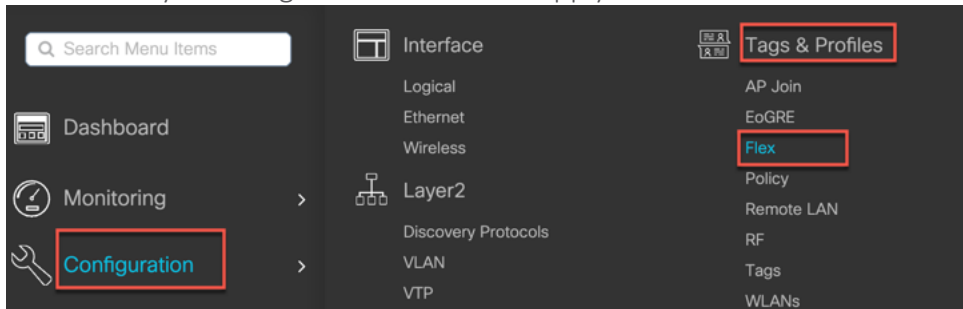 Search Menu Items
Dashboard
Monitoring
Configuration
Interface
Logical
Ethernet
Wireless
Layer2
Discovery Protocols
VLAN
VTP
Tags & Profiles
AP Join
EoGRE
Flex
Policy
Remote LAN
RF
Tags
WLANs